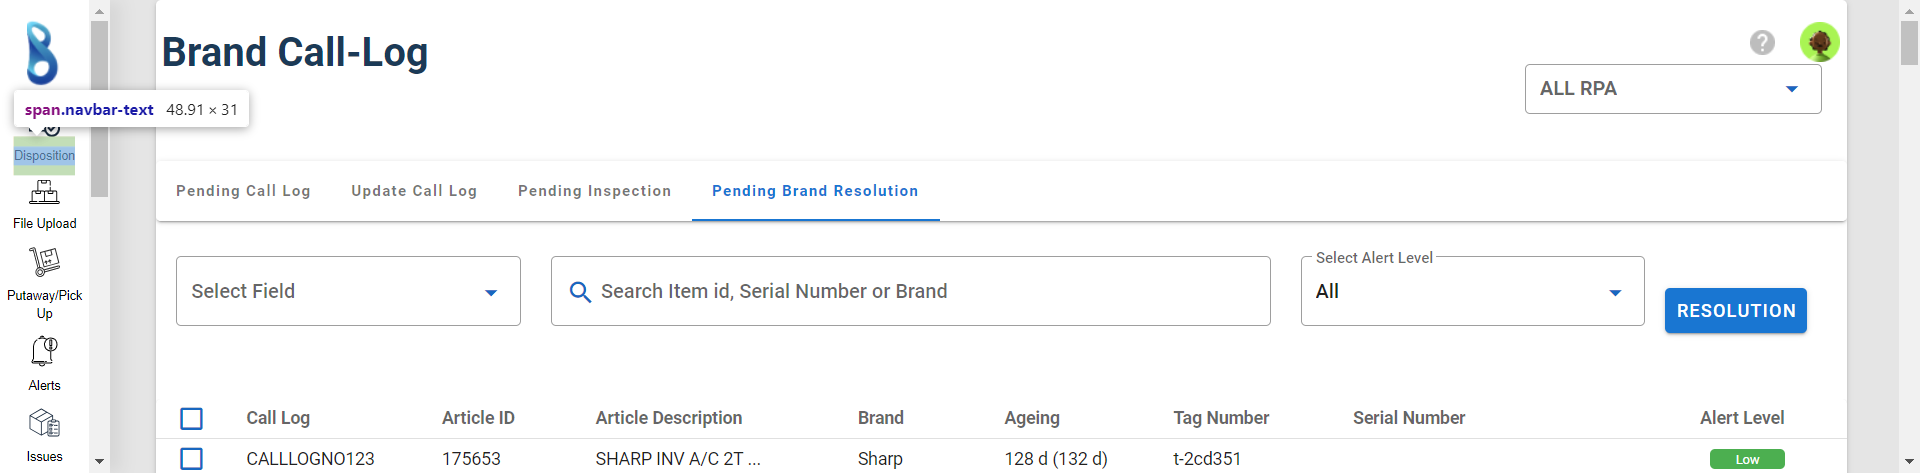 Brand Call-Log
?
ALL RPA
span.navbar-text 48.91 × 31
Disposition
File Upload
Putaway/Pick
Up
Alerts
Issues
Pending Call Log Update Call Log Pending Inspection Pending Brand Resolution
Select Field
Search Item id, Serial Number or Brand
Select Alert Level
All
RESOLUTION
Call Log Article ID Article Description Brand Ageing Tag Number Serial Number Alert Level
CALLLOGNO123 175653 SHARP INV A/C 2T ... Sharp 128 d (132 d) t-2cd351 Low